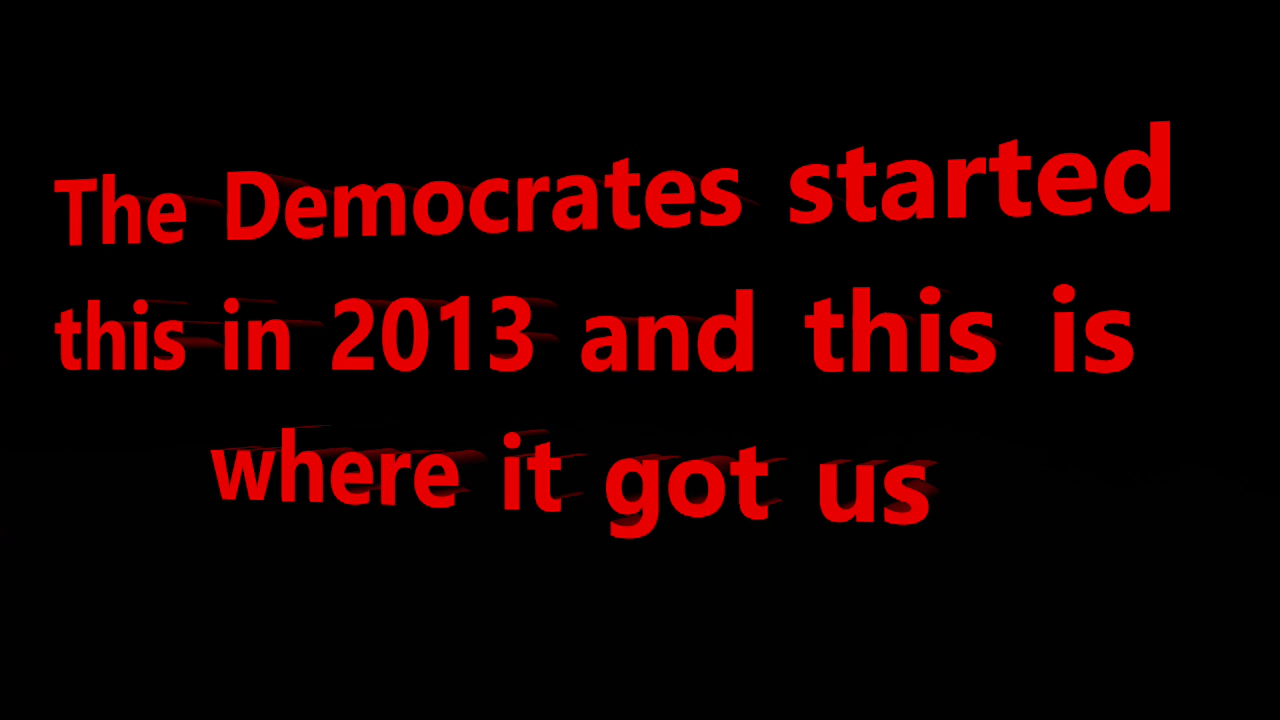 The Democrates started
this in 2013 and this is
where it got us